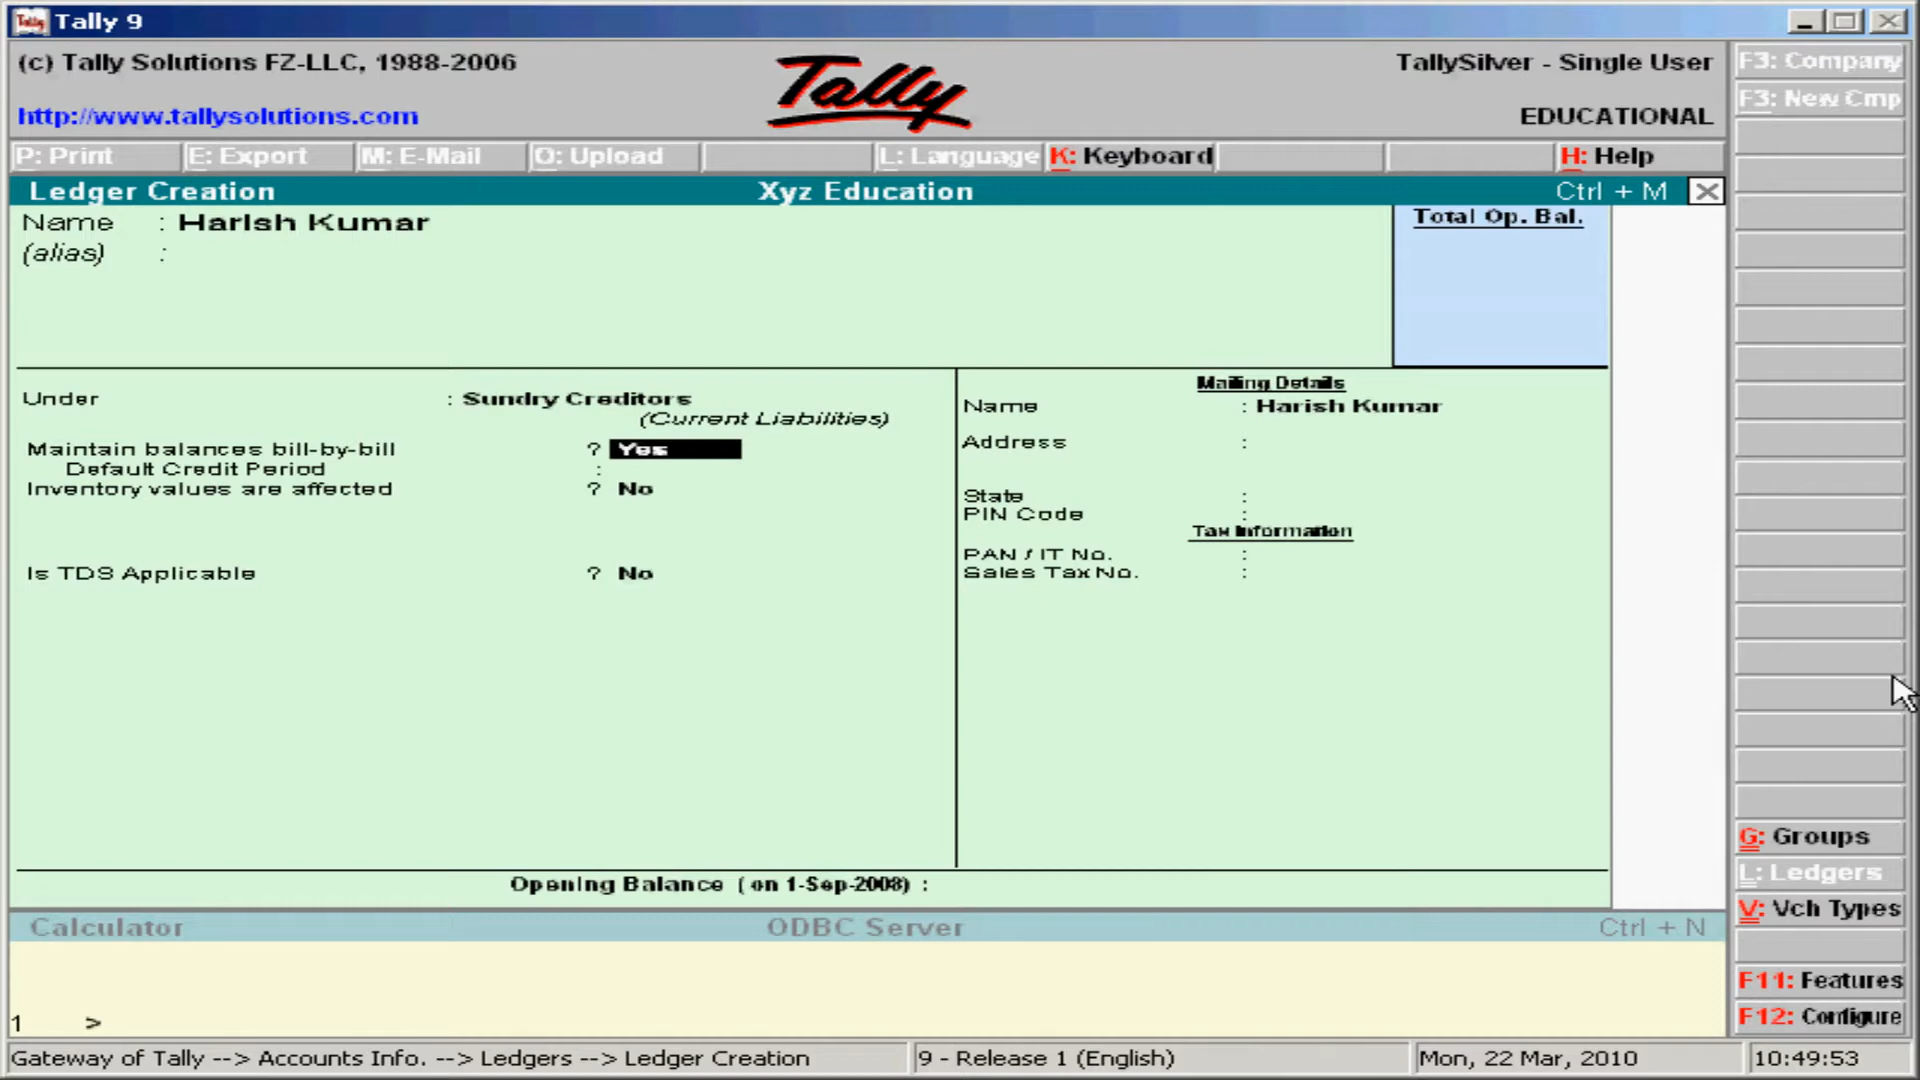 Tally 9
(c) Tally Solutions FZ-LLC, 1988-2006
Tally
TallySilver - Single User
http://www.tallysolutions.com
EDUCATIONAL
P: Print E: Export M: E-Mail O: Upload L: Language K: Keyboard H: Help
Ledger Creation Xyz Education Ctrl + M
Name : Harish Kumar
(alias) :
Total Op. Bal.
Under : Sundry Creditors
(Current Liabilities)
Maintain balances bill-by-bill ? Yes
Default Credit Period :
Inventory values are affected ? No
Is TDS Applicable ? No
Mailing Details
Name : Harish Kumar
Address :
State :
PIN Code :
Tax Information
PAN / IT No. :
Sales Tax No. :
Opening Balance ( on 1-Sep-2008) :
F3: Company
F3: New Cmp
G: Groups
L: Ledgers
V: Vch Types
F11: Features
F12: Configure
Calculator ODBC Server Ctrl + N
1 >
Gateway of Tally --> Accounts Info. --> Ledgers --> Ledger Creation 9 - Release 1 (English) Mon, 22 Mar, 2010 10:49:53